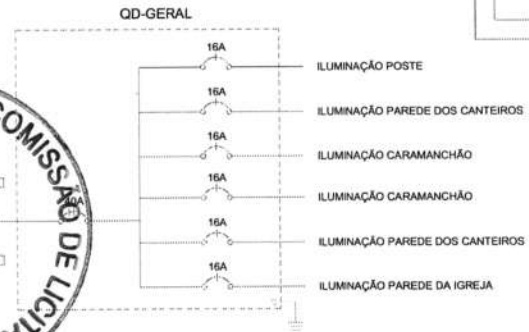 QD-GERAL
16A
ILUMINAÇÃO POSTE
16A
ILUMINAÇÃO PAREDE DOS CANTEIROS
16A
ILUMINAÇÃO CARAMANCHÃO
16A
ILUMINAÇÃO CARAMANCHÃO
16A
ILUMINAÇÃO PAREDE DOS CANTEIROS
16A
ILUMINAÇÃO PAREDE DA IGREJA
COMISSÃO DE LICITA